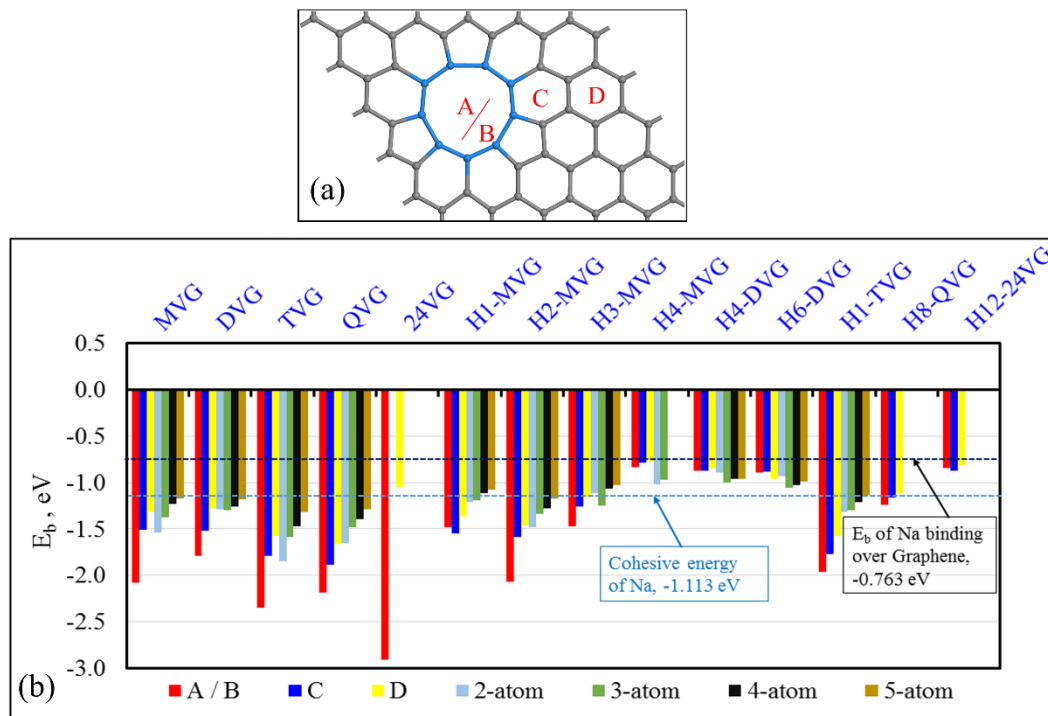 A/B
C
D
(a)
MVG
DVG
TVG
QVG
24VG
H1-MVG
H2-MVG
H3-MVG
H4-MVG
H4-DVG
H6-DVG
H1-TVG
H8-QVG
H12-24VG
0.5
0.0
-0.5
-1.0
-1.5
-2.0
-2.5
-3.0
E_b , eV
Cohesive energy
of Na, -1.113 eV
E_b of Na binding
over Graphene,
-0.763 eV
(b)
A / B
C
D
2-atom
3-atom
4-atom
5-atom